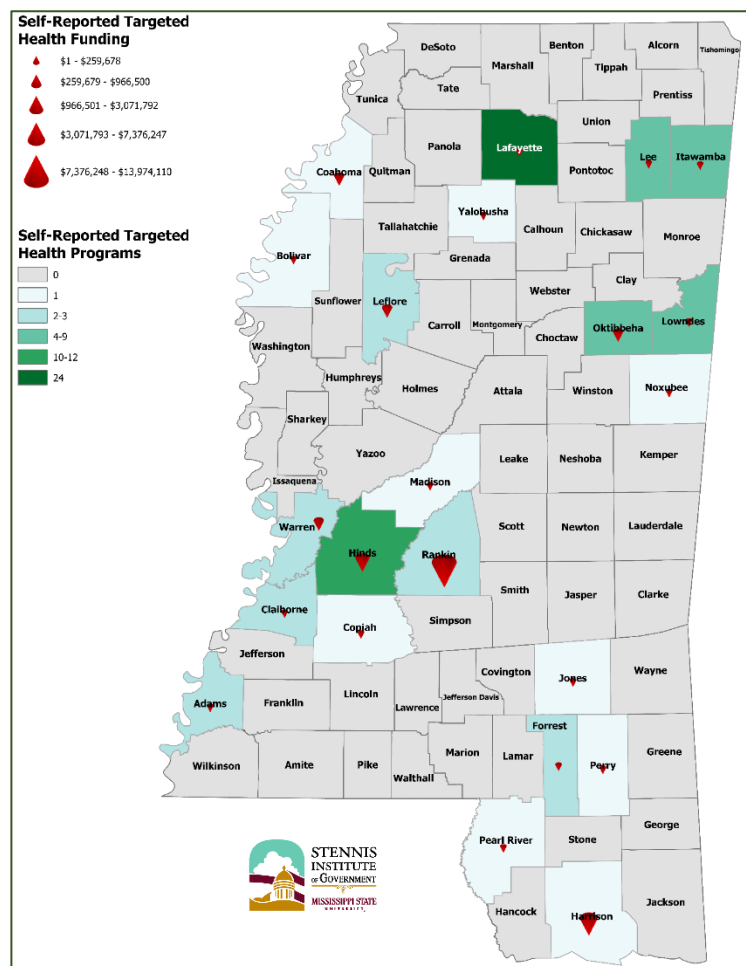 Self-Reported Targeted
Health Funding
$1 - $259,678
$259,679 - $966,500
$966,501 - $3,071,792
$3,071,793 - $7,376,247
$7,376,248 - $13,974,110
Self-Reported Targeted
Health Programs
0
1
2-3
4-9
10-12
24
DeSoto
Benton
Alcorn
Tishomingo
Marshall
Tippah
Tate
Prentiss
Tunica
Union
Panola
Lafayette
Lee
Itawamba
Coahoma
Quitman
Pontotoc
Yalobusha
Tallahatchie
Calhoun
Chickasaw
Monroe
Bolivar
Grenada
Sunflower
Leflore
Clay
Webster
Carroll
Montgomery
Oktibbeha
Lowndes
Washington
Choctaw
Humphreys
Holmes
Attala
Winston
Noxubee
Sharkey
Yazoo
Leake
Neshoba
Kemper
Issaquena
Madison
Warren
Scott
Newton
Lauderdale
Hinds
Rankin
Smith
Jasper
Clarke
Claiborne
Copiah
Simpson
Jefferson
Covington
Jones
Wayne
Adams
Franklin
Lincoln
Lawrence
Jefferson Davis
Forrest
Wilkinson
Amite
Pike
Walthall
Marion
Lamar
Perry
Greene
Pearl River
Stone
George
Hancock
Harrison
Jackson
STENNIS
INSTITUTE
OF GOVERNMENT
MISSISSIPPI STATE
UNIVERSITY